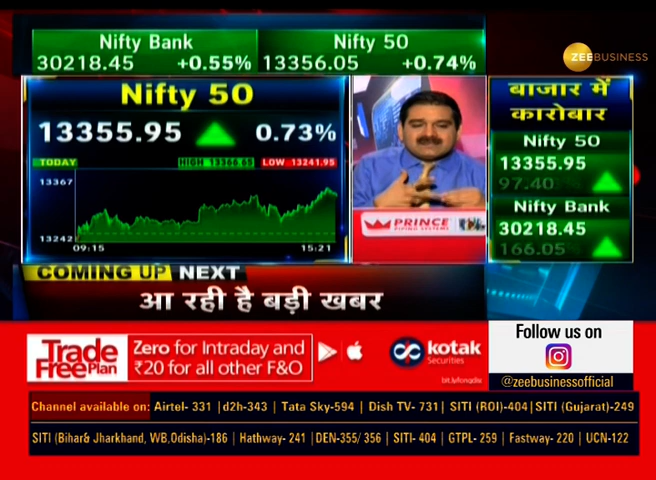 Nifty Bank
30218.45 +0.55%
Nifty 50
13356.05 +0.74%
ZEEBUSINESS
Nifty 50
13355.95 0.73%
TODAY HIGH 13366.65 LOW 13241.95
13367
13242
09:15 15:21
PRINCE
PIPING SYSTEMS
बाजार में
कारोबार
Nifty 50
13355.95
97.40
Nifty Bank
30218.45
166.05
COMING UP NEXT
आ रही है बड़ी खबर
Trade
Free Plan
Zero for Intraday and
₹20 for all other F&O
kotak
Securities
Follow us on
@zeebusinessofficial
Channel available on: Airtel- 331 | d2h-343 | Tata Sky-594 | Dish TV- 731 | SITI (ROI)-404 | SITI (Gujarat)-249
SITI (Bihar& Jharkhand, WB,Odisha)-186 | Hathway- 241 | DEN-355/ 356 | SITI- 404 | GTPL- 259 | Fastway- 220 | UCN-122